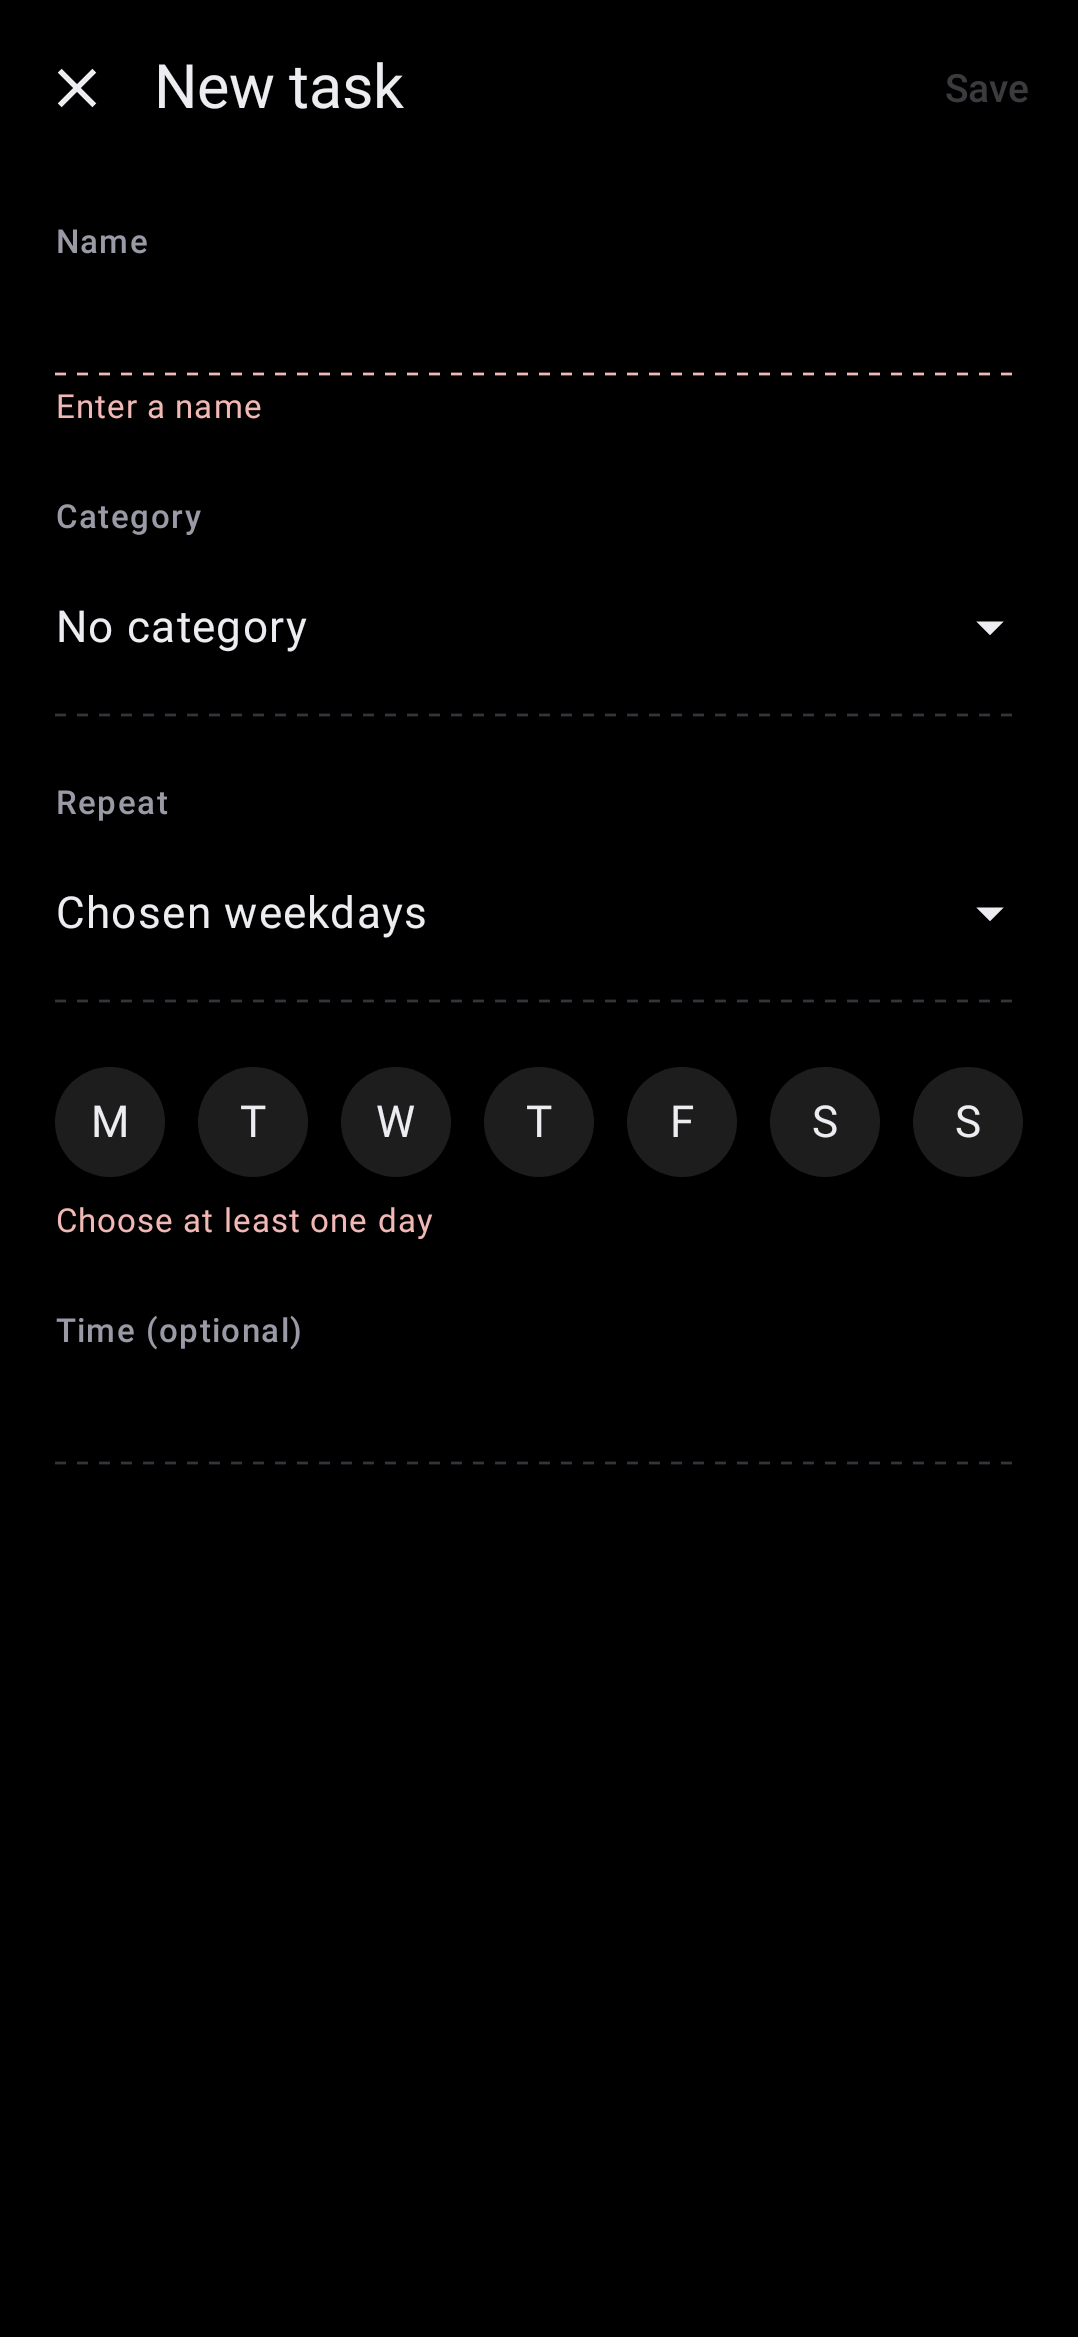 New task
Save
Name
Enter a name
Category
No category
Repeat
Chosen weekdays
M T W T F S S
Choose at least one day
Time (optional)